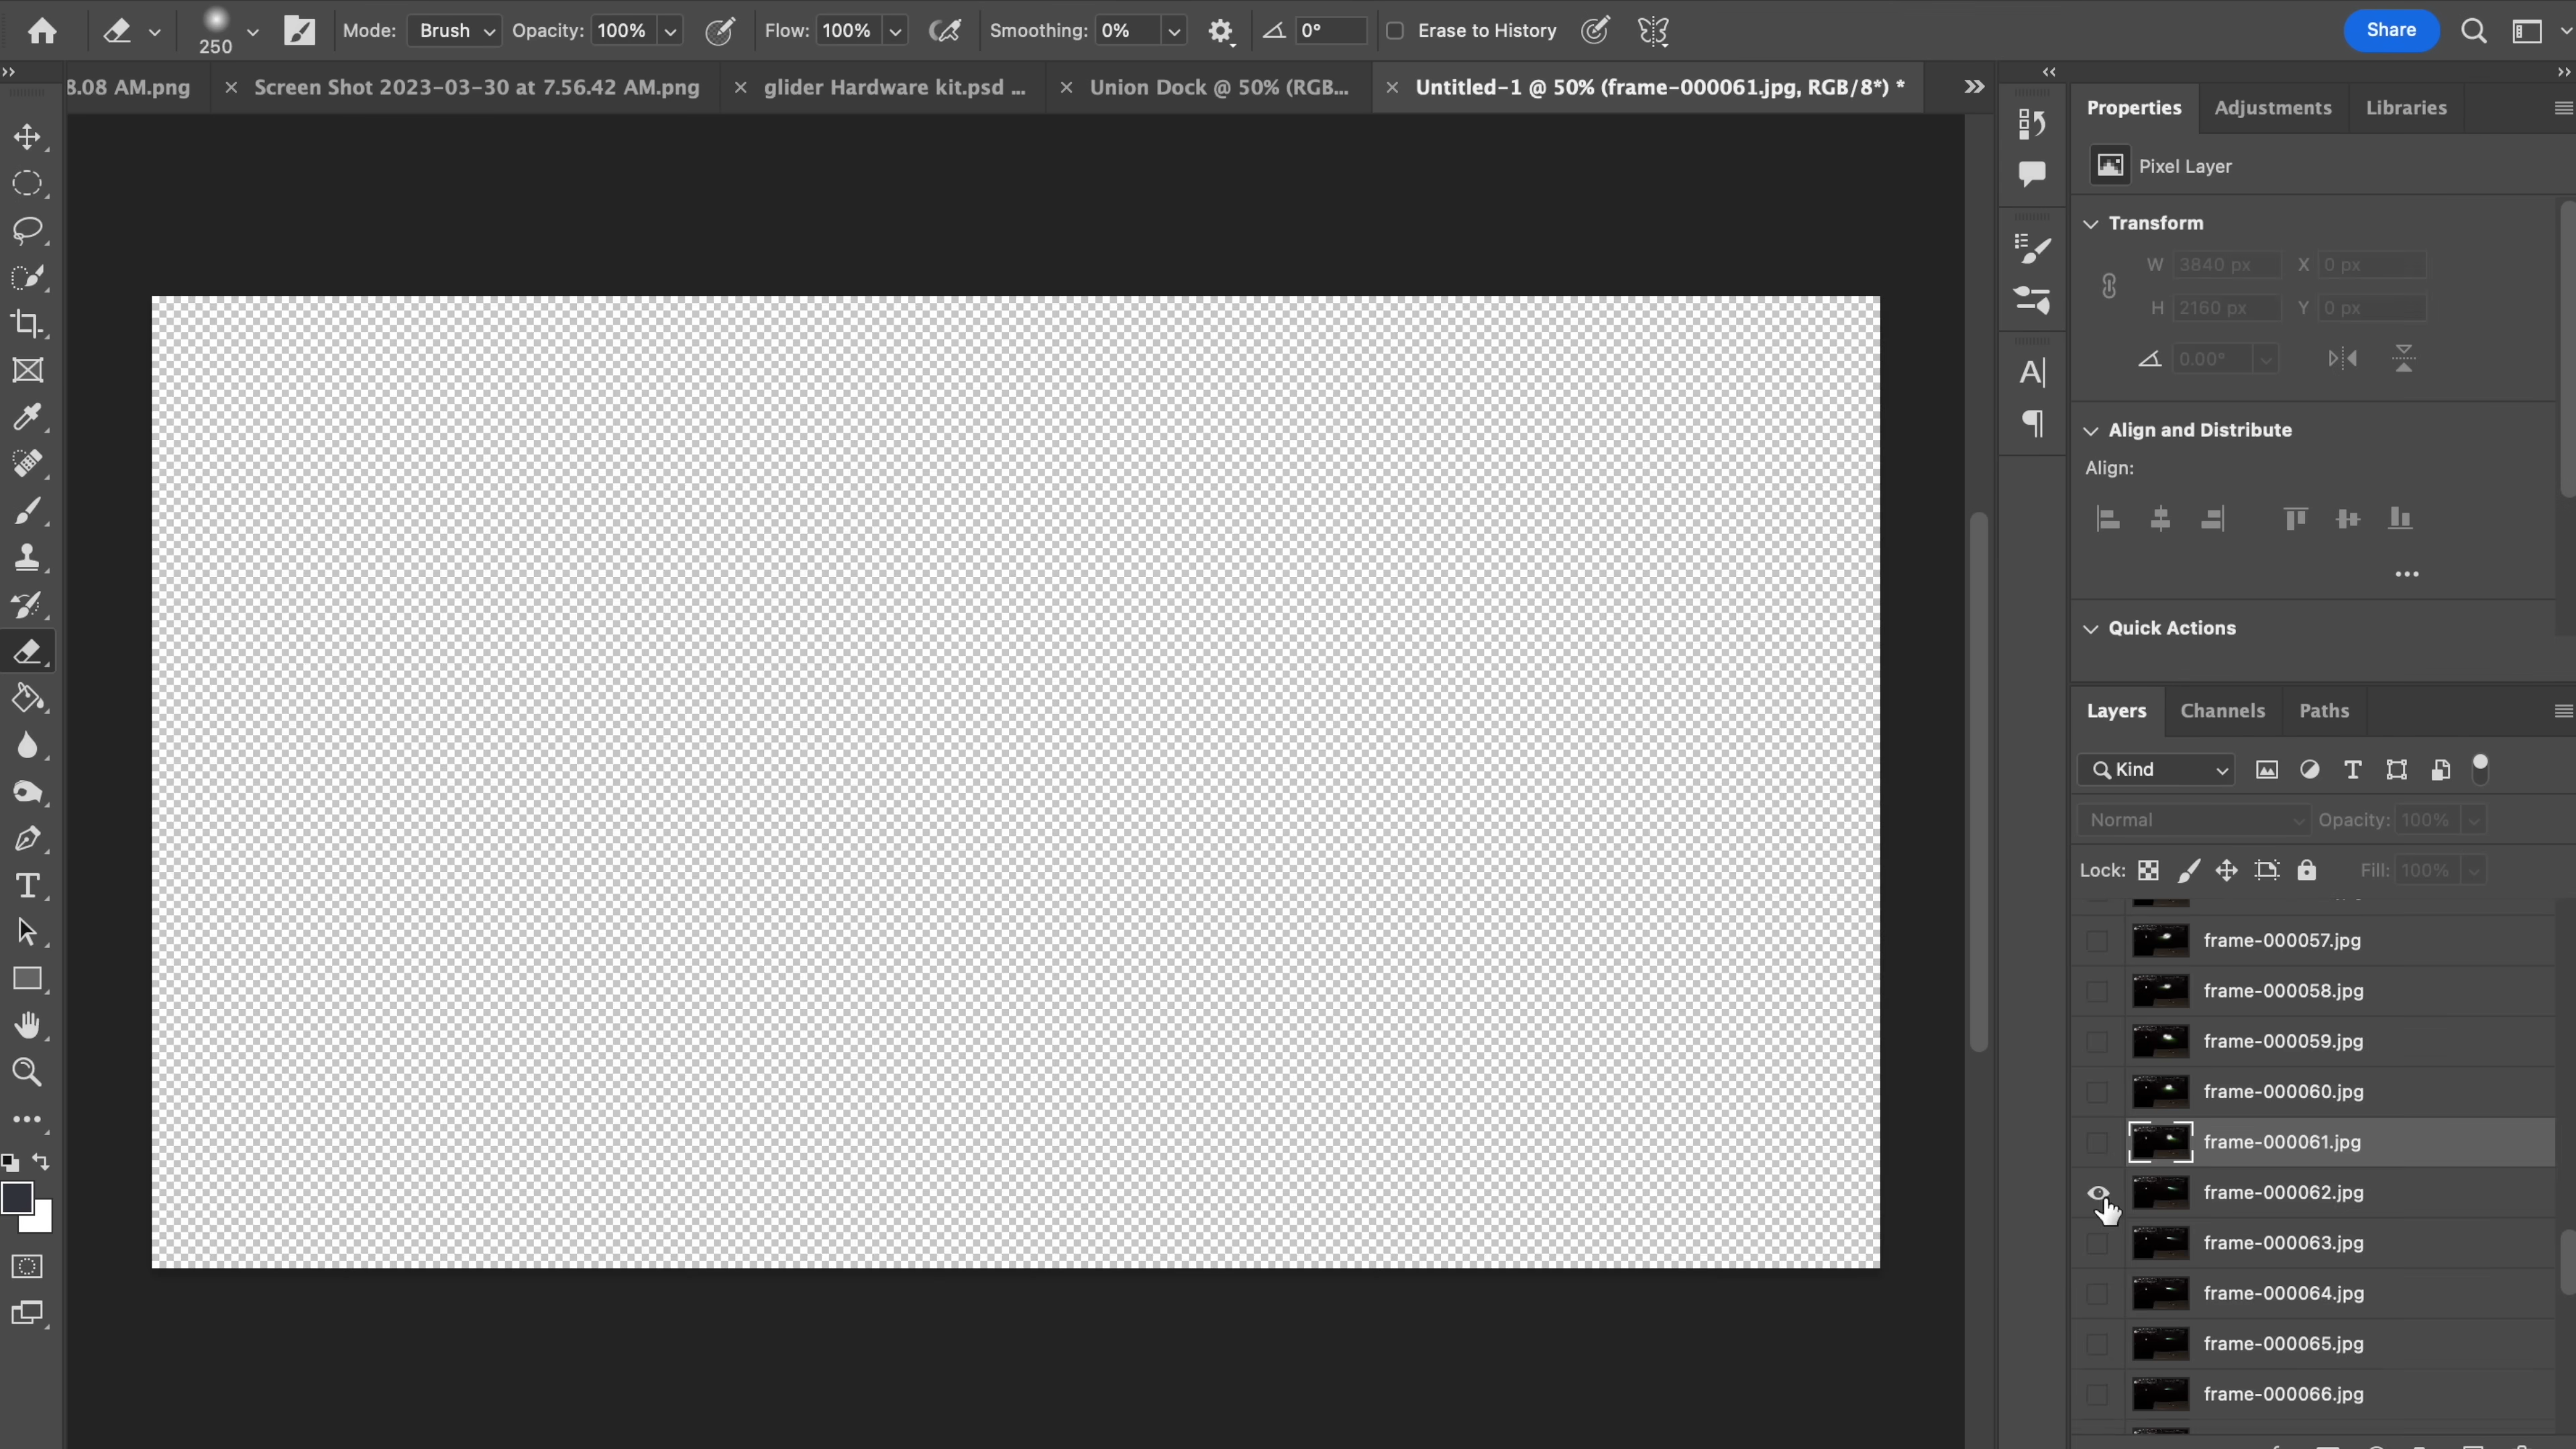 Mode: Brush Opacity: 100% Flow: 100% Smoothing: 0% 0° Erase to History Share
250
8.08 AM.png × Screen Shot 2023-03-30 at 7.56.42 AM.png × glider Hardware kit.psd ... × Union Dock @ 50% (RGB... × Untitled-1 @ 50% (frame-000061.jpg, RGB/8*) *
Properties Adjustments Libraries
Pixel Layer
Transform
W 3840 px X 0 px
H 2160 px Y 0 px
0.00°
Align and Distribute
Align:
Quick Actions
Layers Channels Paths
Kind
Normal Opacity: 100%
Lock: Fill: 100%
frame-000057.jpg
frame-000058.jpg
frame-000059.jpg
frame-000060.jpg
frame-000061.jpg
frame-000062.jpg
frame-000063.jpg
frame-000064.jpg
frame-000065.jpg
frame-000066.jpg